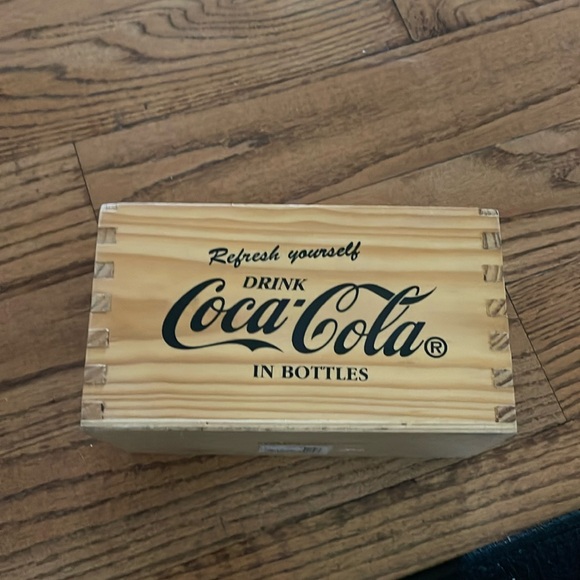 Refresh yourself
DRINK
Coca-Cola®
IN BOTTLES